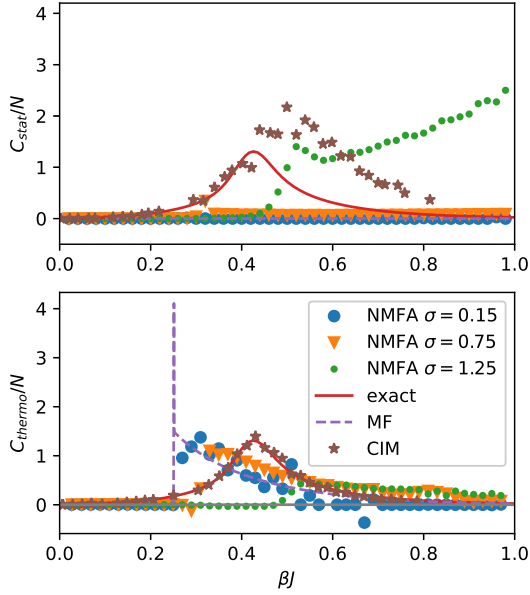 4
3
2
1
0
C_stat/N
0.0 0.2 0.4 0.6 0.8 1.0
4
3
2
1
0
C_thermo/N
NMFA σ = 0.15
NMFA σ = 0.75
NMFA σ = 1.25
exact
MF
CIM
0.0 0.2 0.4 0.6 0.8 1.0
βJ